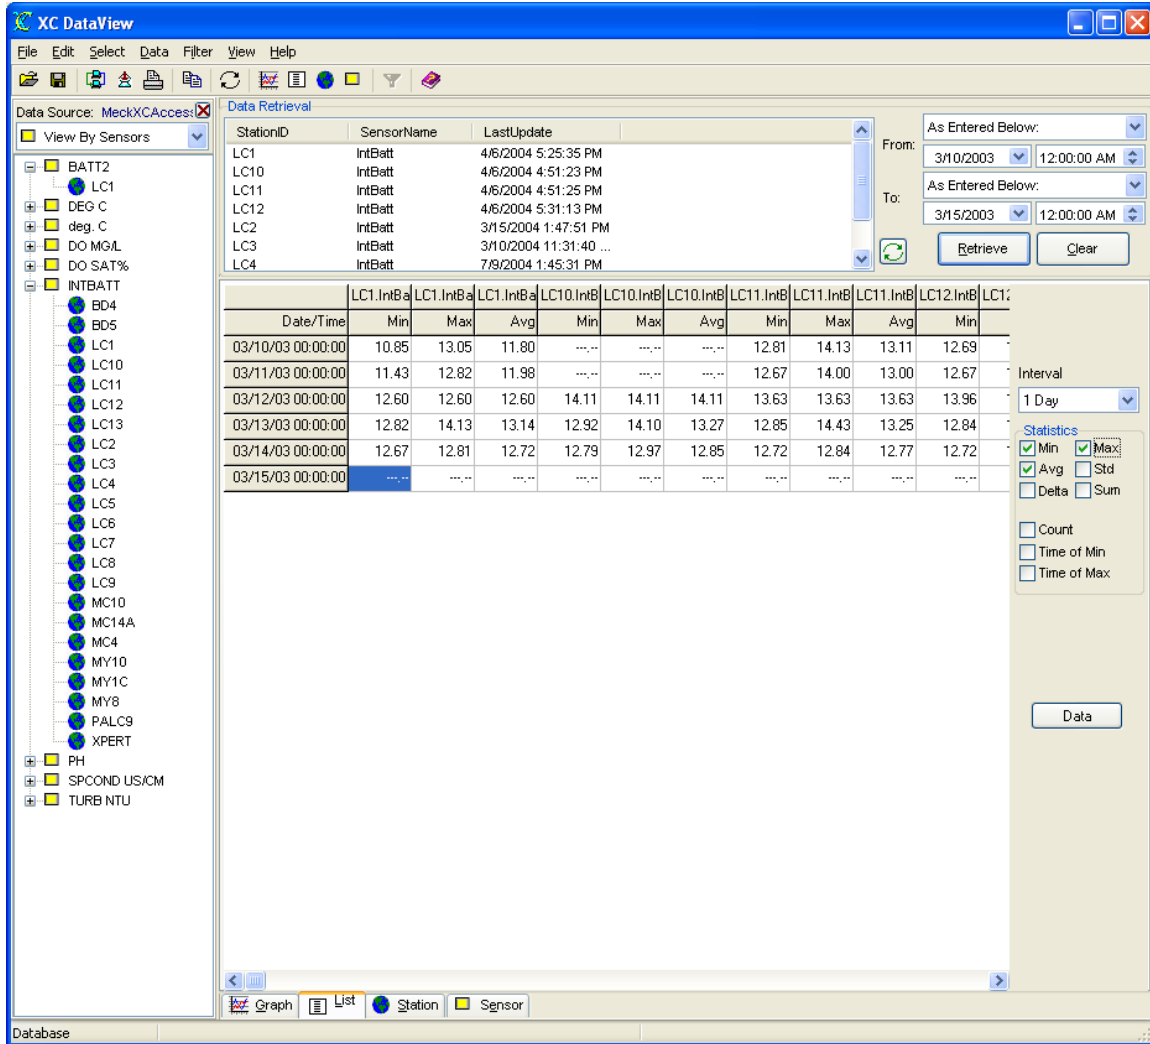 XC DataView
File Edit Select Data Filter View Help
Data Source: MeckXCAccess
View By Sensors
BATT2
LC1
DEG C
deg. C
DO MG/L
DO SAT%
INTBATT
BD4
BD5
LC1
LC10
LC11
LC12
LC13
LC2
LC3
LC4
LC5
LC6
LC7
LC8
LC9
MC10
MC14A
MC4
MY10
MY1C
MY8
PALC9
XPERT
PH
SPCOND US/CM
TURB NTU
Data Retrieval
StationID SensorName LastUpdate
LC1 IntBatt 4/6/2004 5:25:35 PM
LC10 IntBatt 4/6/2004 4:51:23 PM
LC11 IntBatt 4/6/2004 4:51:25 PM
LC12 IntBatt 4/6/2004 5:31:13 PM
LC2 IntBatt 3/15/2004 1:47:51 PM
LC3 IntBatt 3/10/2004 11:31:40 ...
LC4 IntBatt 7/9/2004 1:45:31 PM
From:
As Entered Below:
3/10/2003 12:00:00 AM
To:
As Entered Below:
3/15/2003 12:00:00 AM
Retrieve Clear
LC1.IntBa LC1.IntBa LC1.IntBa LC10.IntB LC10.IntB LC10.IntB LC11.IntB LC11.IntB LC11.IntB LC12.IntB LC12
Date/Time Min Max Avg Min Max Avg Min Max Avg Min
03/10/03 00:00:00 10.85 13.05 11.80 ---.-- ---.-- ---.-- 12.81 14.13 13.11 12.69
03/11/03 00:00:00 11.43 12.82 11.98 ---.-- ---.-- ---.-- 12.67 14.00 13.00 12.67
03/12/03 00:00:00 12.60 12.60 12.60 14.11 14.11 14.11 13.63 13.63 13.63 13.96
03/13/03 00:00:00 12.82 14.13 13.14 12.92 14.10 13.27 12.85 14.43 13.25 12.84
03/14/03 00:00:00 12.67 12.81 12.72 12.79 12.97 12.85 12.72 12.84 12.77 12.72
03/15/03 00:00:00 ---.-- ---.-- ---.-- ---.-- ---.-- ---.-- ---.-- ---.-- ---.-- ---.--
Interval
1 Day
Statistics
Min Max
Avg Std
Delta Sum
Count
Time of Min
Time of Max
Data
Graph List Station Sensor
Database